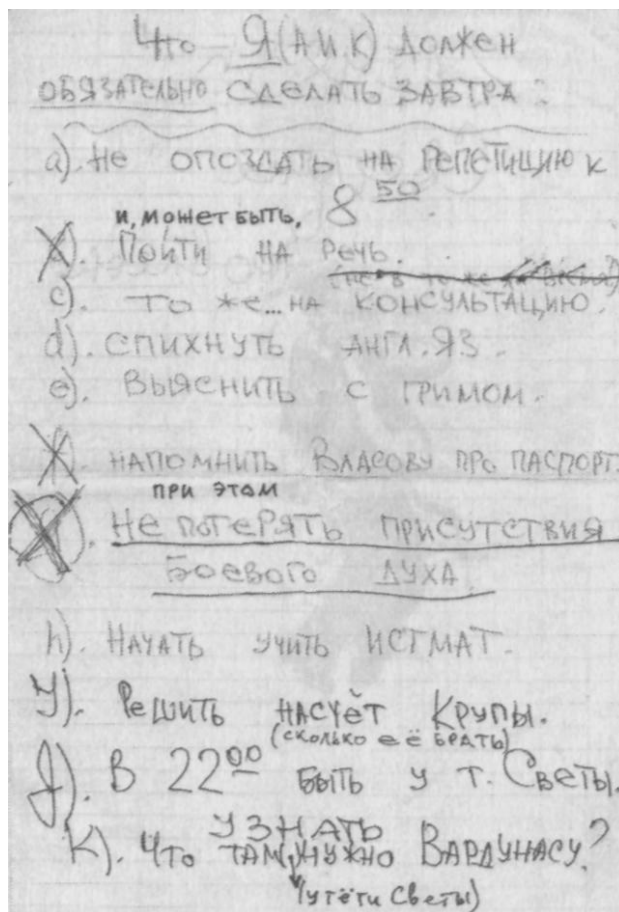 Что Я (А.И.К) ДОЛЖЕН
ОБЯЗАТЕЛЬНО СДЕЛАТЬ ЗАВТРА:
a). НЕ ОПОЗДАТЬ НА РЕПЕТИЦИЮ К
8 50
и, может быть,
ПОЙТИ НА РЕЧЬ.
c). ТО ЖЕ... НА КОНСУЛЬТАЦИЮ.
d). СПИХНУТЬ АНГЛ. ЯЗ.
e). ВЫЯСНИТЬ С ГРИМОМ.
f). НАПОМНИТЬ ВЛАСОВУ ПРО ПАСПОРТ.
ПРИ ЭТОМ
НЕ ПОТЕРЯТЬ ПРИСУТСТВИЯ
БОЕВОГО ДУХА.
h). НАЧАТЬ УЧИТЬ ИСТМАТ.
У). РЕШИТЬ НАСЧЁТ КРУПЫ.
(СКОЛЬКО ЕЁ БРАТЬ)
J). В 22 00 БЫТЬ У Т. СВЕТЫ.
УЗНАТЬ
K). ЧТО ТАМ НУЖНО ВАРДУНАСУ?
(у тёти Светы)